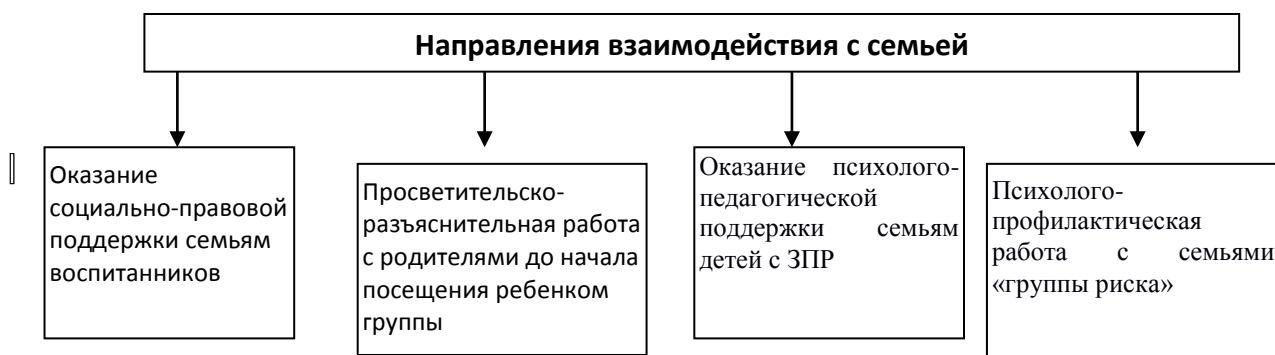 Направления взаимодействия с семьей
Оказание
социально-правовой
поддержки семьям
воспитанников
Просветительско-
разъяснительная работа
с родителями до начала
посещения ребенком
группы
Оказание психолого-
педагогической
поддержки семьям
детей с ЗПР
Психолого-
профилактическая
работа с семьями
«группы риска»